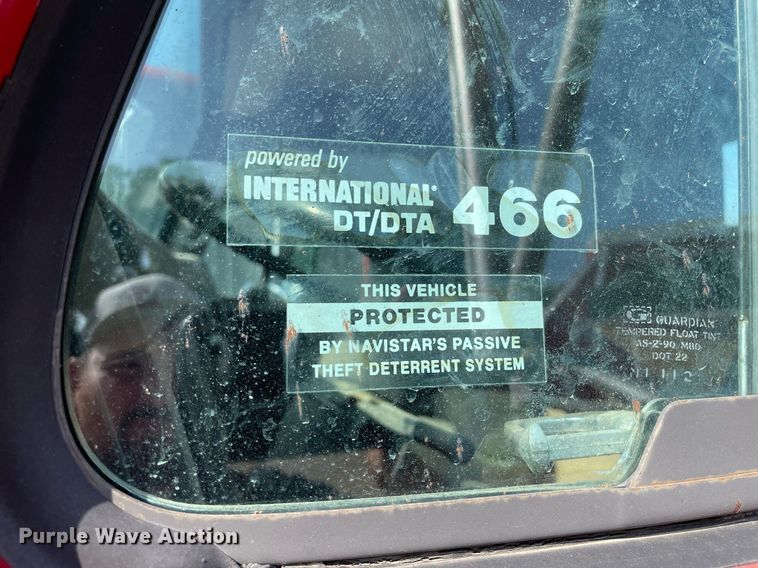 powered by
INTERNATIONAL®
DT/DTA 466
THIS VEHICLE
PROTECTED
BY NAVISTAR'S PASSIVE
THEFT DETERRENT SYSTEM
GUARDIAN
TEMPERED FLOAT TINT
AS-2-90 M80
DOT 22
Purple Wave Auction